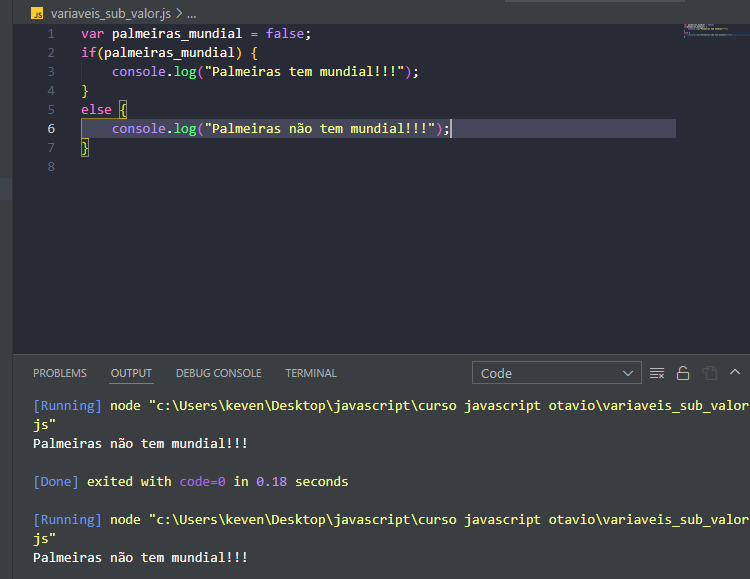 JS variaveis_sub_valor.js > ...
1 var palmeiras_mundial = false;
2 if(palmeiras_mundial) {
3 console.log("Palmeiras tem mundial!!!");
4 }
5 else {
6 console.log("Palmeiras não tem mundial!!!");
7 }
8
PROBLEMS OUTPUT DEBUG CONSOLE TERMINAL Code
[Running] node "c:\Users\keven\Desktop\javascript\curso javascript otavio\variaveis_sub_valor
js"
Palmeiras não tem mundial!!!
[Done] exited with code=0 in 0.18 seconds
[Running] node "c:\Users\keven\Desktop\javascript\curso javascript otavio\variaveis_sub_valor
js"
Palmeiras não tem mundial!!!